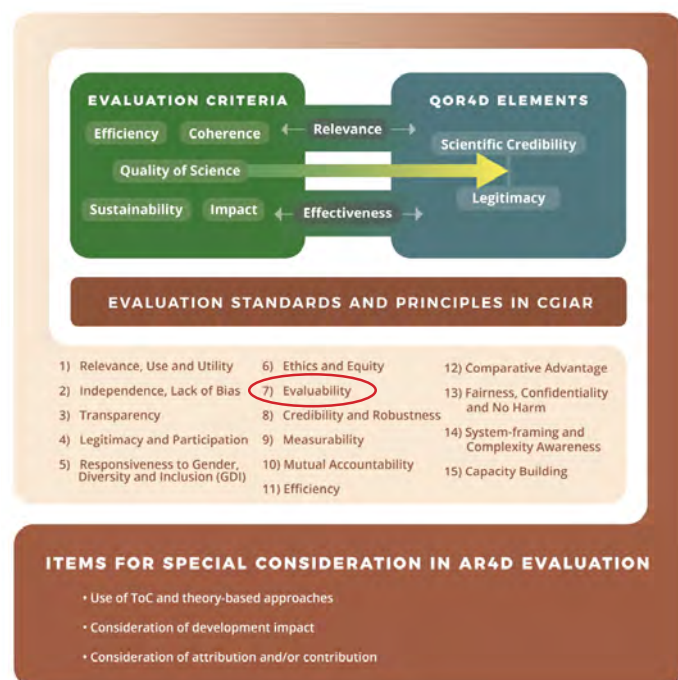 EVALUATION CRITERIA
Efficiency
Coherence
Quality of Science
Sustainability
Impact
Relevance
Effectiveness
QOR4D ELEMENTS
Scientific Credibility
Legitimacy
EVALUATION STANDARDS AND PRINCIPLES IN CGIAR
1) Relevance, Use and Utility
2) Independence, Lack of Bias
3) Transparency
4) Legitimacy and Participation
5) Responsiveness to Gender,
Diversity and Inclusion (GDI)
6) Ethics and Equity
7) Evaluability
8) Credibility and Robustness
9) Measurability
10) Mutual Accountability
11) Efficiency
12) Comparative Advantage
13) Fairness, Confidentiality
and No Harm
14) System-framing and
Complexity Awareness
15) Capacity Building
ITEMS FOR SPECIAL CONSIDERATION IN AR4D EVALUATION
• Use of ToC and theory-based approaches
• Consideration of development impact
• Consideration of attribution and/or contribution